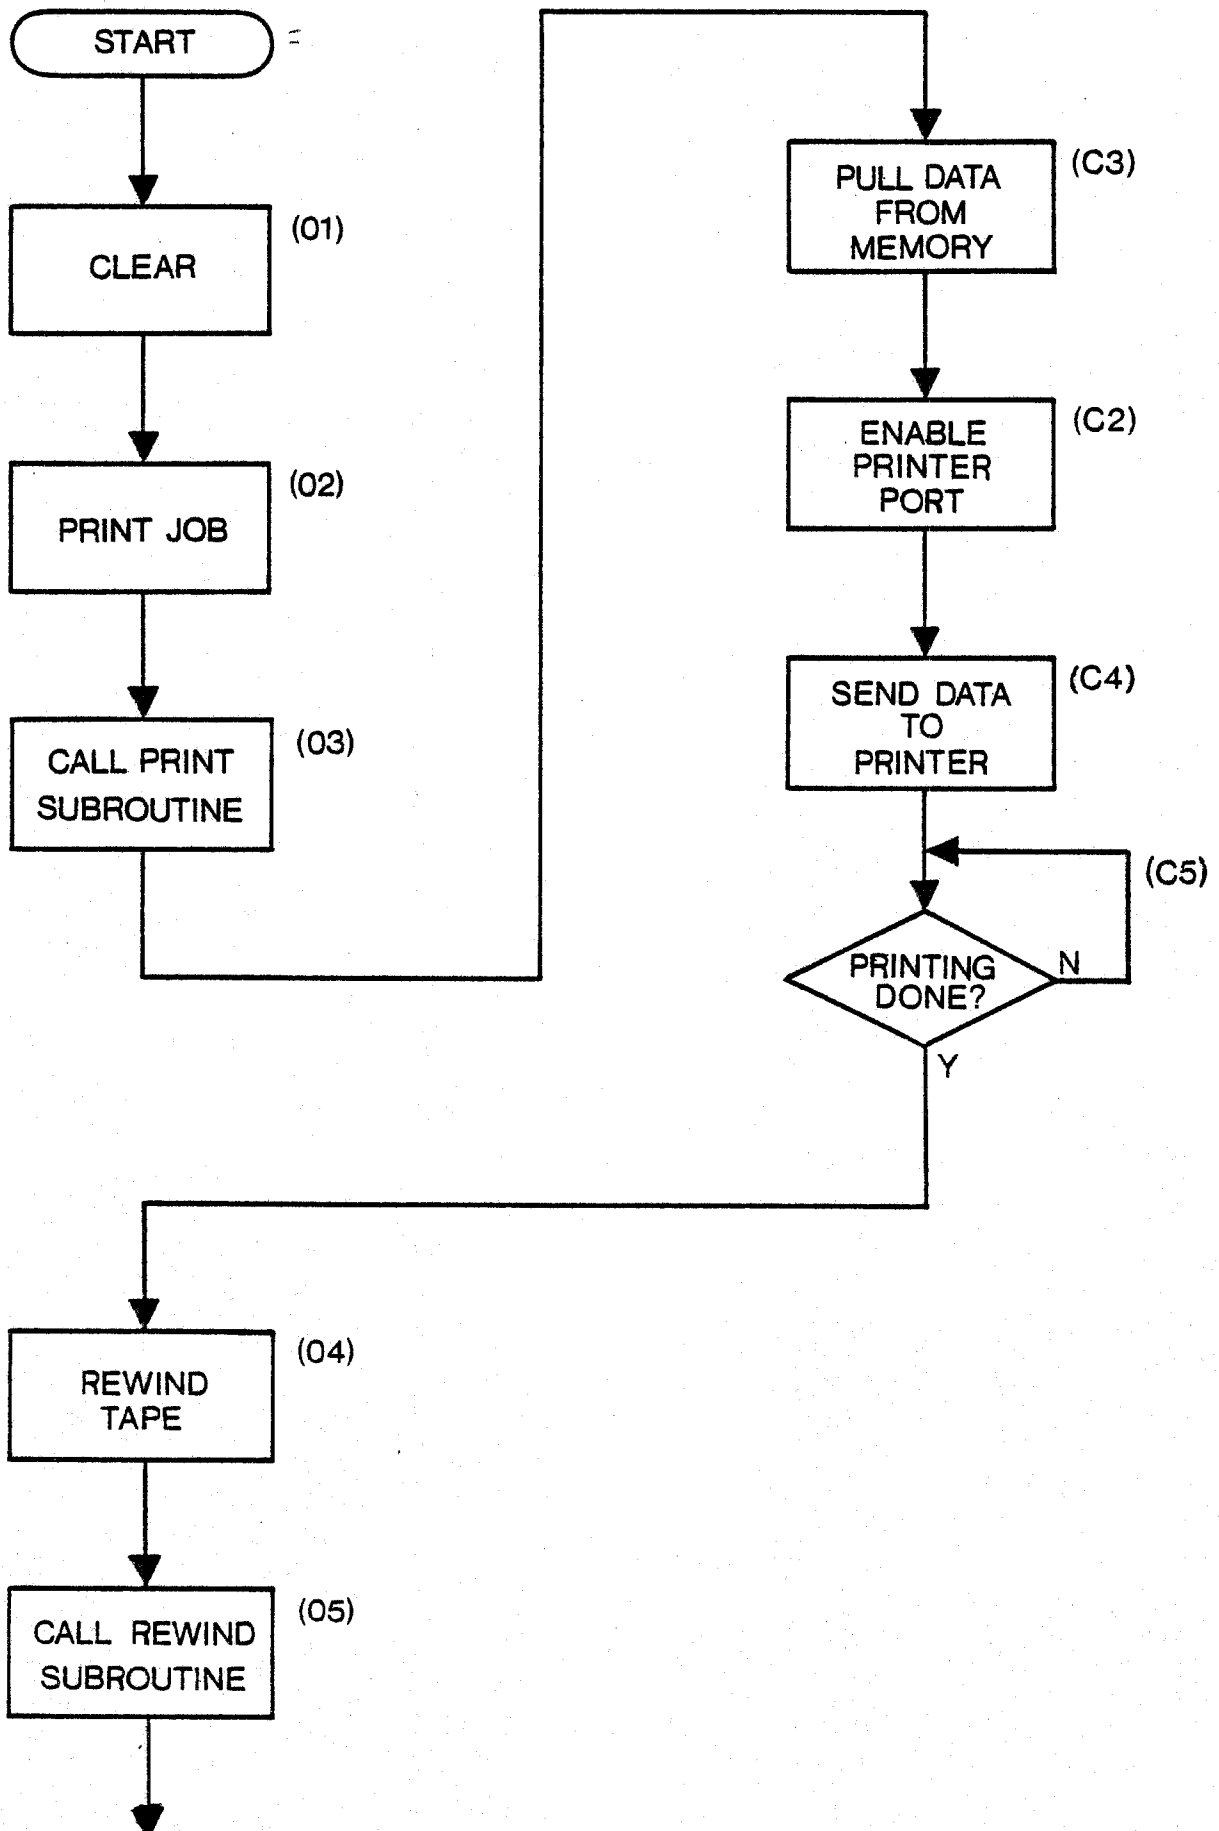 START
(01)
CLEAR
(02)
PRINT JOB
(03)
CALL PRINT
SUBROUTINE
(C3)
PULL DATA
FROM
MEMORY
(C2)
ENABLE
PRINTER
PORT
(C4)
SEND DATA
TO
PRINTER
(C5)
PRINTING
DONE?
N
Y
(04)
REWIND
TAPE
(05)
CALL REWIND
SUBROUTINE